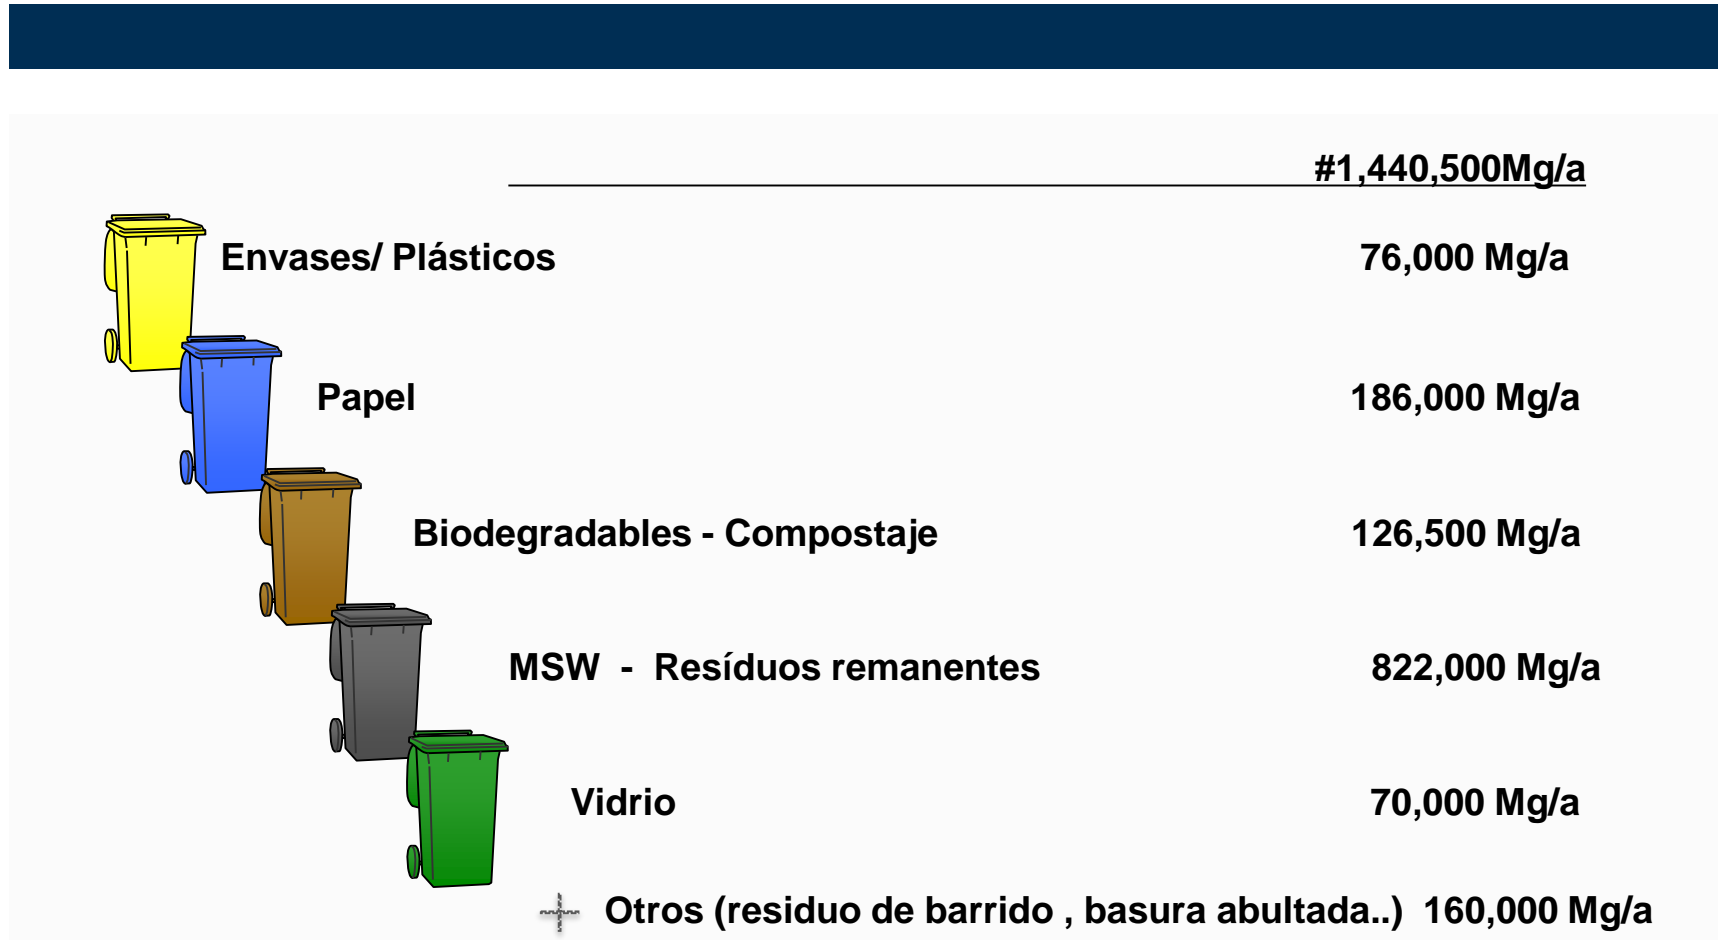 #1,440,500Mg/a
Envases/ Plásticos 76,000 Mg/a
Papel 186,000 Mg/a
Biodegradables - Compostaje 126,500 Mg/a
MSW - Resíduos remanentes 822,000 Mg/a
Vidrio 70,000 Mg/a
Otros (residuo de barrido , basura abultada..) 160,000 Mg/a